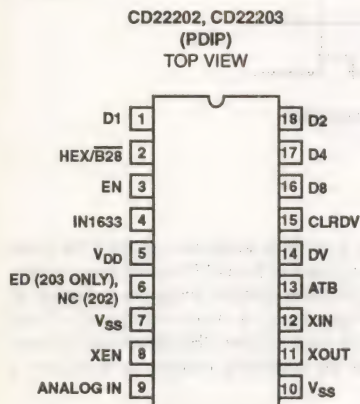 CD22202, CD22203
(PDIP)
TOP VIEW
D1 1
HEX/B28 2
EN 3
IN1633 4
VDD 5
ED (203 ONLY),
NC (202) 6
VSS 7
XEN 8
ANALOG IN 9
18 D2
17 D4
16 D8
15 CLRDV
14 DV
13 ATB
12 XIN
11 XOUT
10 VSS